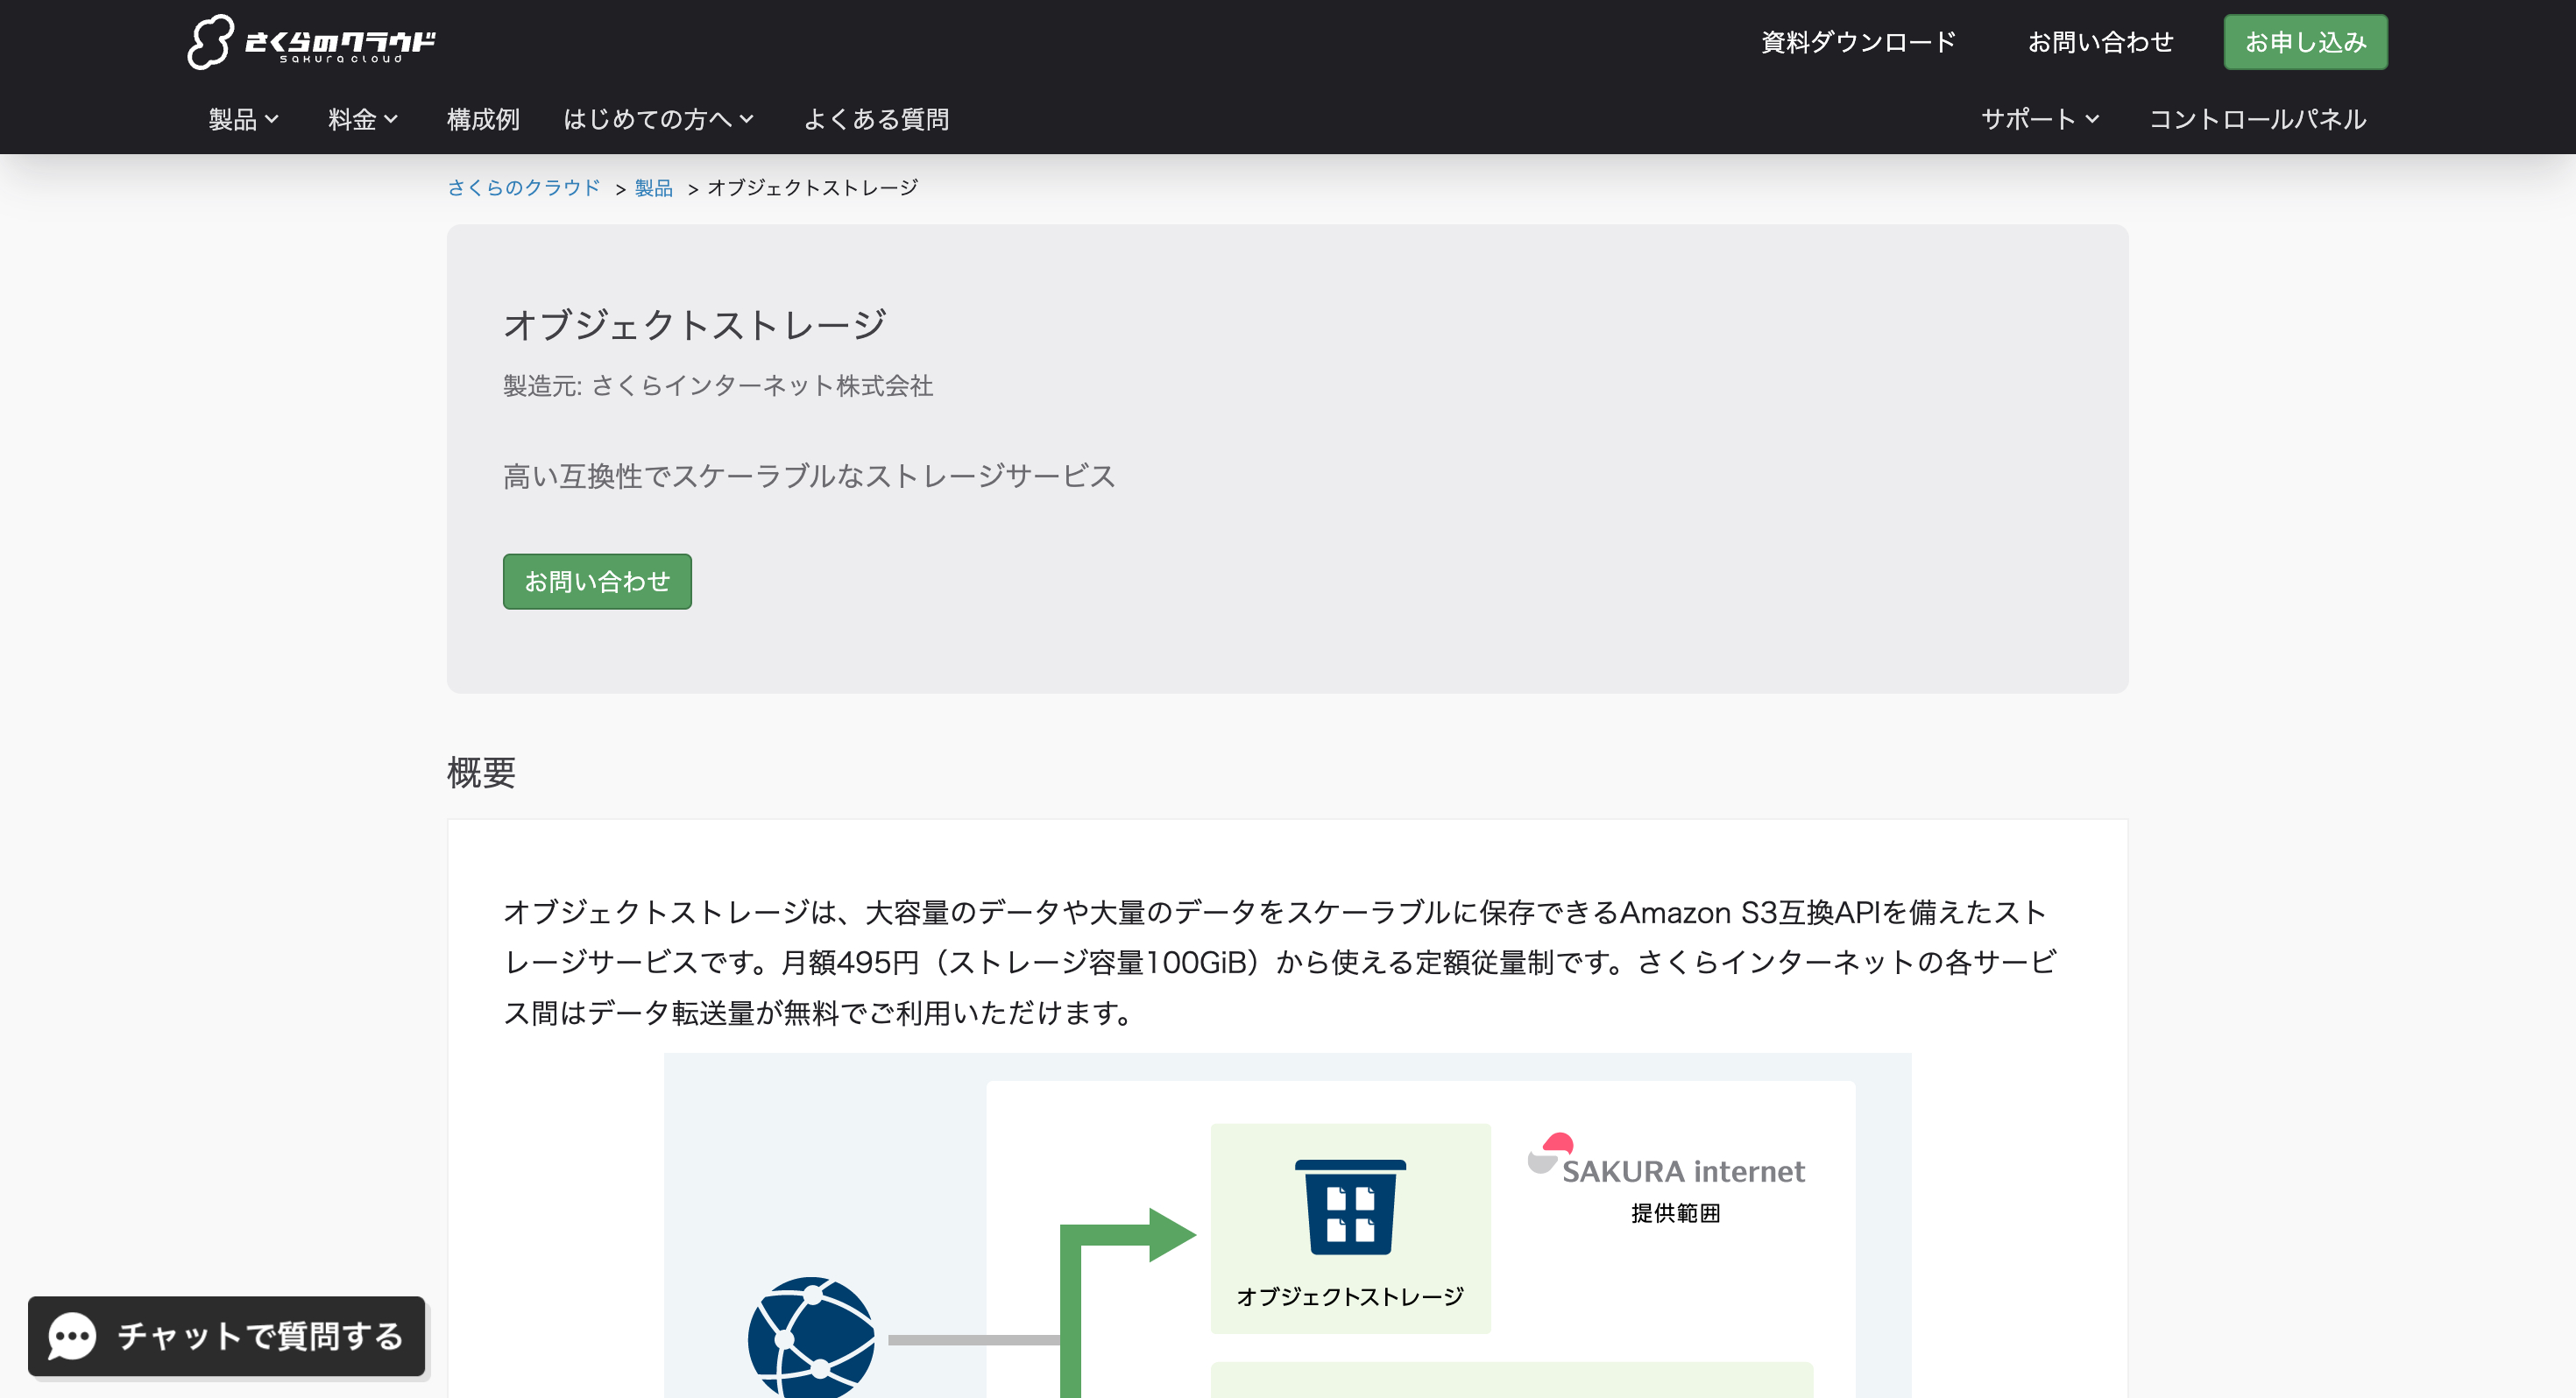 さくらのクラウド
sakura cloud
資料ダウンロード
お問い合わせ
お申し込み
製品
料金
構成例
はじめての方へ
よくある質問
サポート
コントロールパネル
さくらのクラウド > 製品 > オブジェクトストレージ
オブジェクトストレージ
製造元: さくらインターネット株式会社
高い互換性でスケーラブルなストレージサービス
お問い合わせ
概要
オブジェクトストレージは、大容量のデータや大量のデータをスケーラブルに保存できるAmazon S3互換APIを備えたスト
レージサービスです。月額495円（ストレージ容量100GiB）から使える定額従量制です。さくらインターネットの各サービ
ス間はデータ転送量が無料でご利用いただけます。
SAKURA internet
提供範囲
オブジェクトストレージ
チャットで質問する